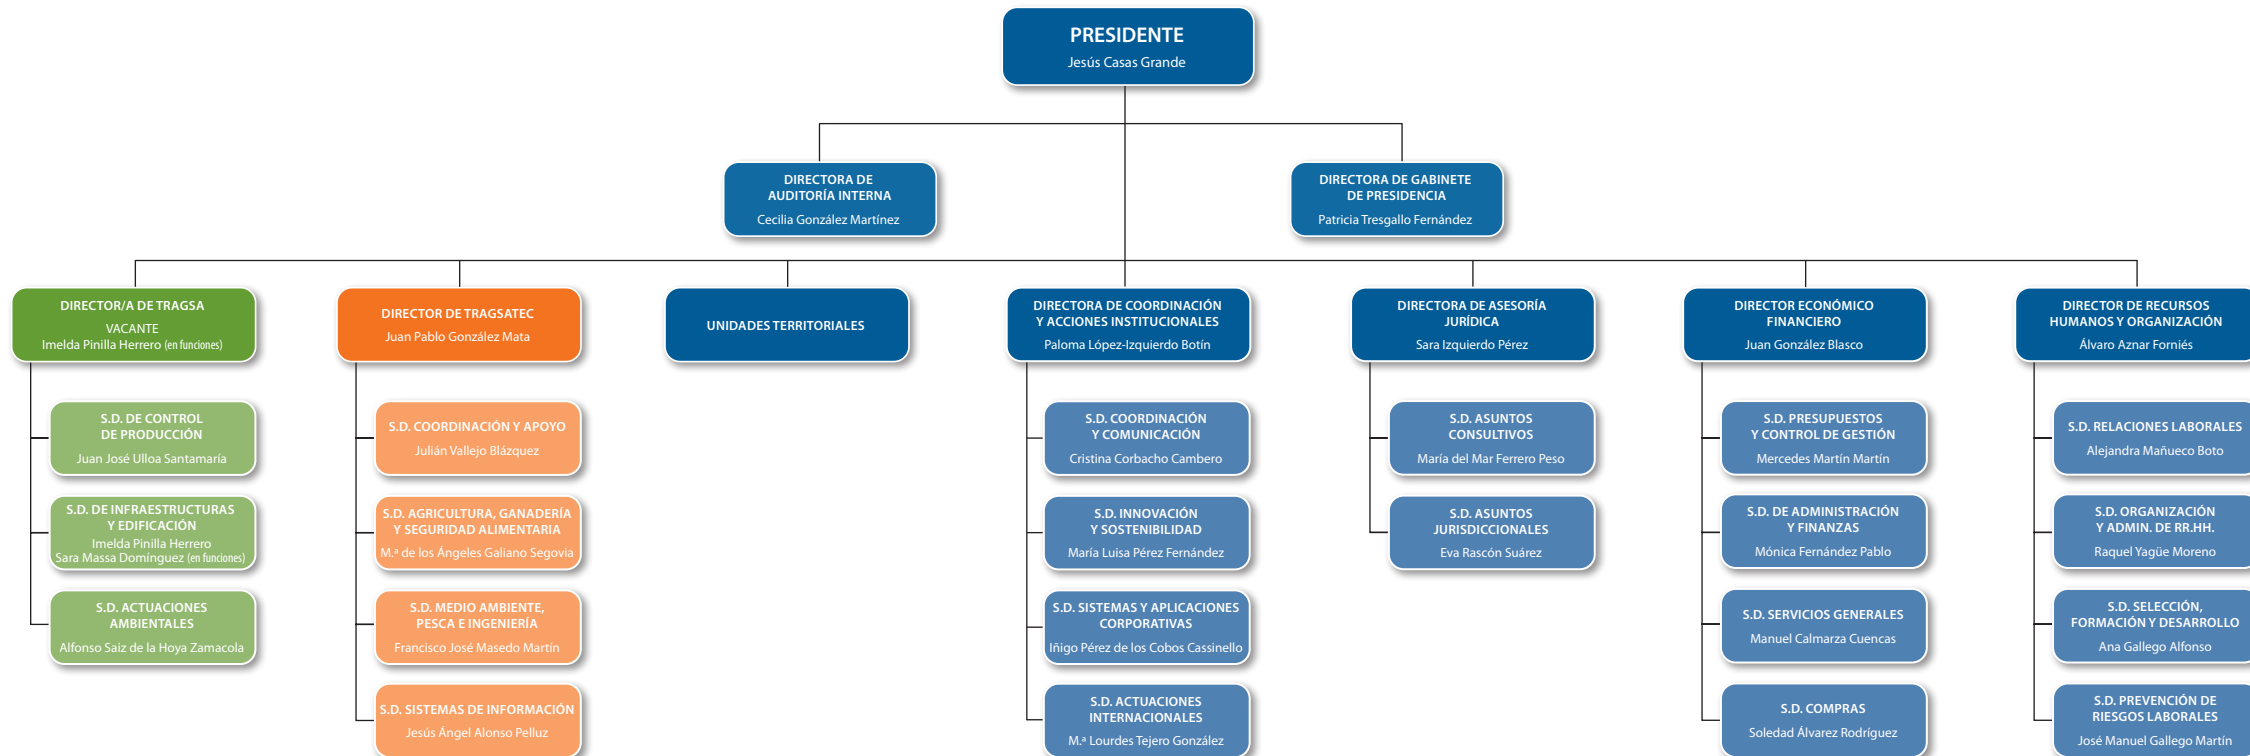 PRESIDENTE
Jesús Casas Grande
DIRECTORA DE
AUDITORÍA INTERNA
Cecilia González Martínez
DIRECTORA DE GABINETE
DE PRESIDENCIA
Patricia Tresgallo Fernández
DIRECTOR/A DE TRAGSA
VACANTE
Imelda Pinilla Herrero (en funciones)
S.D. DE CONTROL
DE PRODUCCIÓN
Juan José Ulloa Santamaría
S.D. DE INFRAESTRUCTURAS
Y EDIFICACIÓN
Imelda Pinilla Herrero
Sara Massa Domínguez (en funciones)
S.D. ACTUACIONES
AMBIENTALES
Alfonso Saiz de la Hoya Zamacola
DIRECTOR DE TRAGSATEC
Juan Pablo González Mata
S.D. COORDINACIÓN Y APOYO
Julián Vallejo Blázquez
S.D. AGRICULTURA, GANADERÍA
Y SEGURIDAD ALIMENTARIA
M.ª de los Ángeles Galiano Segovia
S.D. MEDIO AMBIENTE,
PESCA E INGENIERÍA
Francisco José Masedo Martín
S.D. SISTEMAS DE INFORMACIÓN
Jesús Ángel Alonso Pelluz
UNIDADES TERRITORIALES
DIRECTORA DE COORDINACIÓN
Y ACCIONES INSTITUCIONALES
Paloma López-Izquierdo Botín
S.D. COORDINACIÓN
Y COMUNICACIÓN
Cristina Corbacho Cambero
S.D. INNOVACIÓN
Y SOSTENIBILIDAD
María Luisa Pérez Fernández
S.D. SISTEMAS Y APLICACIONES
CORPORATIVAS
Iñigo Pérez de los Cobos Cassinello
S.D. ACTUACIONES
INTERNACIONALES
M.ª Lourdes Tejero González
DIRECTORA DE ASESORÍA
JURÍDICA
Sara Izquierdo Pérez
S.D. ASUNTOS
CONSULTIVOS
María del Mar Ferrero Peso
S.D. ASUNTOS
JURISDICCIONALES
Eva Rascón Suárez
DIRECTOR ECONÓMICO
FINANCIERO
Juan González Blasco
S.D. PRESUPUESTOS
Y CONTROL DE GESTIÓN
Mercedes Martín Martín
S.D. DE ADMINISTRACIÓN
Y FINANZAS
Mónica Fernández Pablo
S.D. SERVICIOS GENERALES
Manuel Calmarza Cuencas
S.D. COMPRAS
Soledad Álvarez Rodríguez
DIRECTOR DE RECURSOS
HUMANOS Y ORGANIZACIÓN
Álvaro Aznar Forniés
S.D. RELACIONES LABORALES
Alejandra Mañueco Boto
S.D. ORGANIZACIÓN
Y ADMIN. DE RR.HH.
Raquel Yagüe Moreno
S.D. SELECCIÓN,
FORMACIÓN Y DESARROLLO
Ana Gallego Alfonso
S.D. PREVENCIÓN DE
RIESGOS LABORALES
José Manuel Gallego Martín